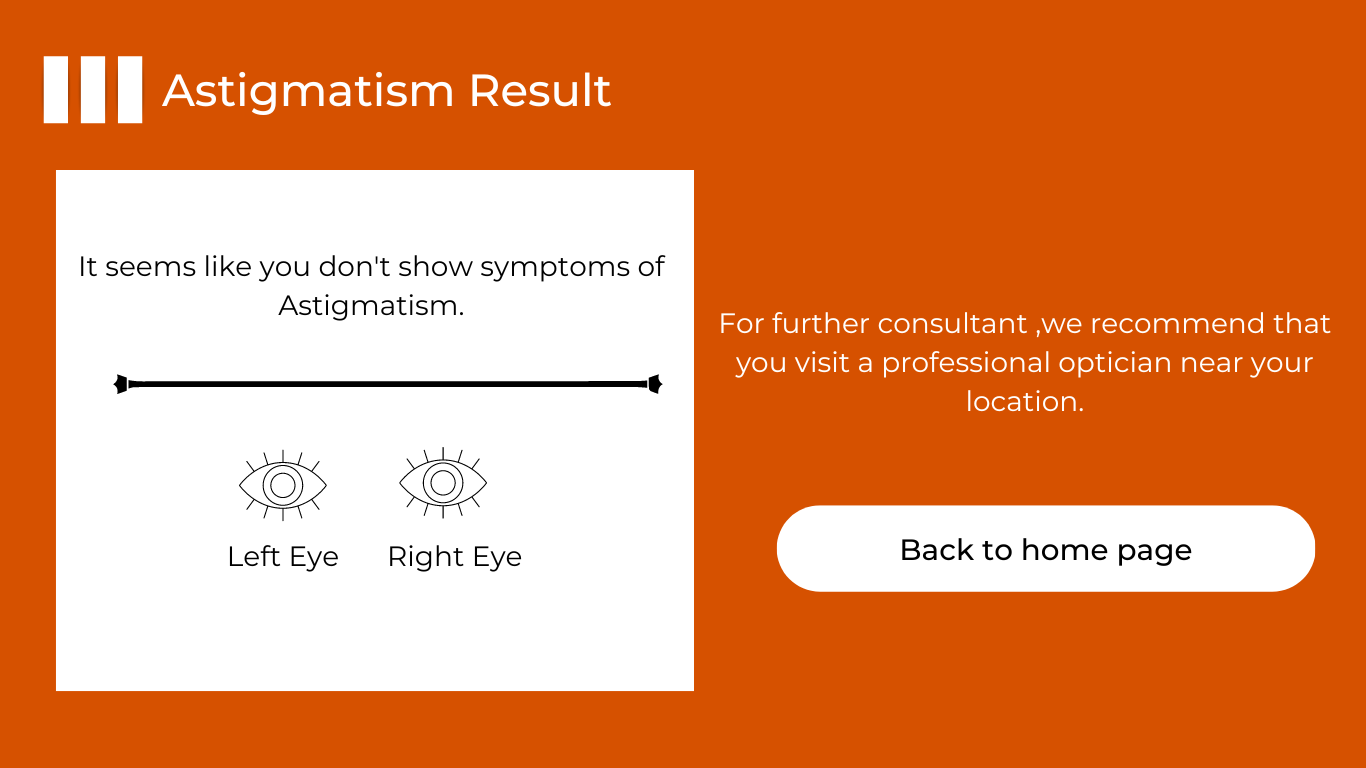 Astigmatism Result
It seems like you don't show symptoms of
Astigmatism.
Left Eye
Right Eye
For further consultant ,we recommend that
you visit a professional optician near your
location.
Back to home page